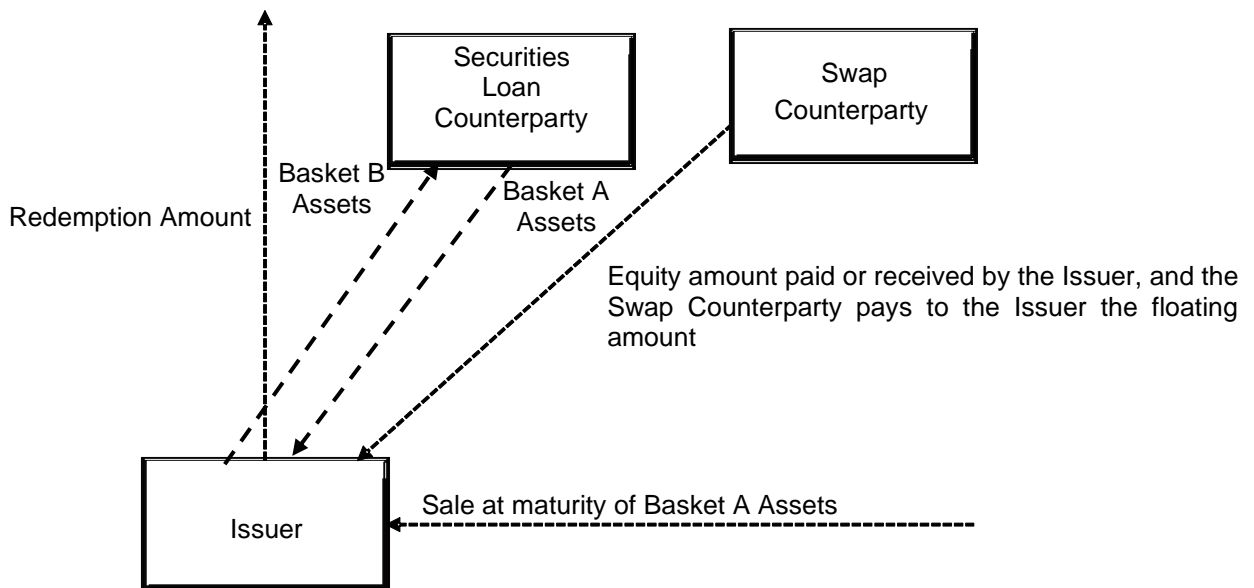 Securities
Loan
Counterparty
Swap
Counterparty
Basket B
Assets
Basket A
Assets
Redemption Amount
Equity amount paid or received by the Issuer, and the
Swap Counterparty pays to the Issuer the floating
amount
Sale at maturity of Basket A Assets
Issuer